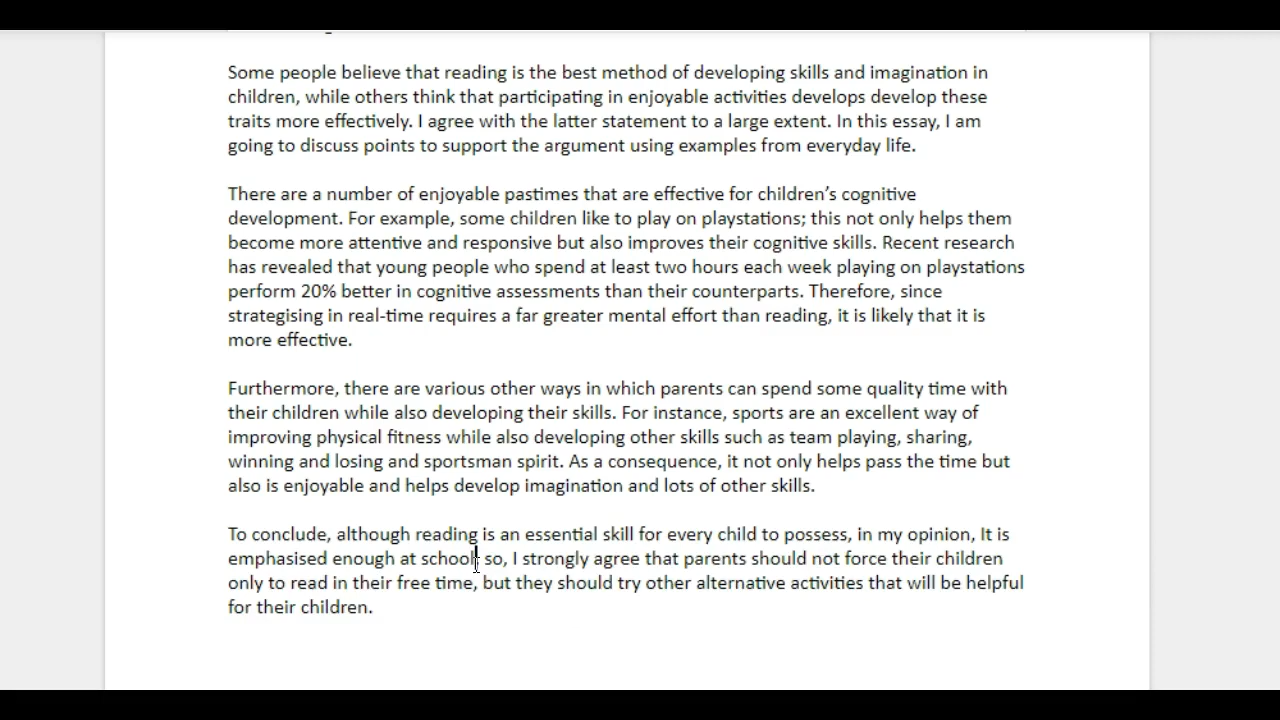 Some people believe that reading is the best method of developing skills and imagination in
children, while others think that participating in enjoyable activities develops develop these
traits more effectively. I agree with the latter statement to a large extent. In this essay, I am
going to discuss points to support the argument using examples from everyday life.
There are a number of enjoyable pastimes that are effective for children’s cognitive
development. For example, some children like to play on playstations; this not only helps them
become more attentive and responsive but also improves their cognitive skills. Recent research
has revealed that young people who spend at least two hours each week playing on playstations
perform 20% better in cognitive assessments than their counterparts. Therefore, since
strategising in real-time requires a far greater mental effort than reading, it is likely that it is
more effective.
Furthermore, there are various other ways in which parents can spend some quality time with
their children while also developing their skills. For instance, sports are an excellent way of
improving physical fitness while also developing other skills such as team playing, sharing,
winning and losing and sportsman spirit. As a consequence, it not only helps pass the time but
also is enjoyable and helps develop imagination and lots of other skills.
To conclude, although reading is an essential skill for every child to possess, in my opinion, It is
emphasised enough at school so, I strongly agree that parents should not force their children
only to read in their free time, but they should try other alternative activities that will be helpful
for their children.